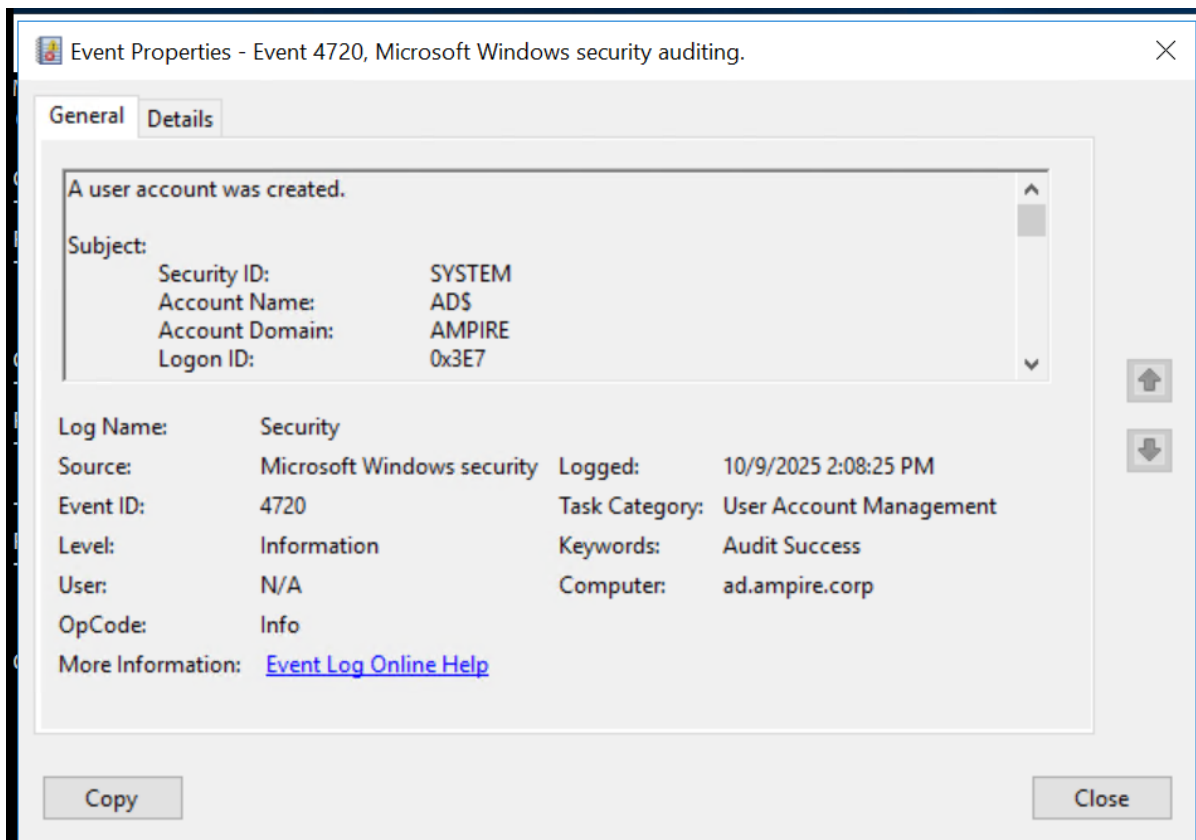 Event Properties - Event 4720, Microsoft Windows security auditing.
General Details
A user account was created.
Subject:
Security ID: SYSTEM
Account Name: AD$
Account Domain: AMPIRE
Logon ID: 0x3E7
Log Name: Security
Source: Microsoft Windows security Logged: 10/9/2025 2:08:25 PM
Event ID: 4720 Task Category: User Account Management
Level: Information Keywords: Audit Success
User: N/A Computer: ad.ampire.corp
OpCode: Info
More Information: Event Log Online Help
Copy Close